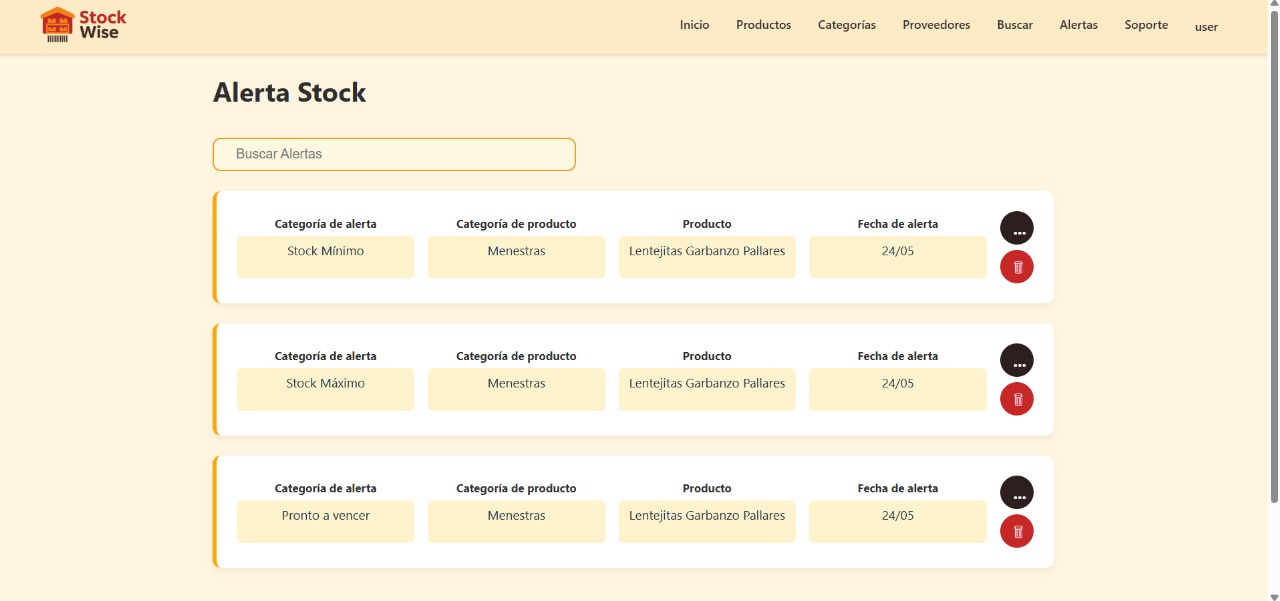 Stock
Wise
Inicio Productos Categorías Proveedores Buscar Alertas Soporte user
Alerta Stock
Buscar Alertas
Categoría de alerta Categoría de producto Producto Fecha de alerta
Stock Mínimo Menestras Lentejitas Garbanzo Pallares 24/05
...
Categoría de alerta Categoría de producto Producto Fecha de alerta
Stock Máximo Menestras Lentejitas Garbanzo Pallares 24/05
...
Categoría de alerta Categoría de producto Producto Fecha de alerta
Pronto a vencer Menestras Lentejitas Garbanzo Pallares 24/05
...